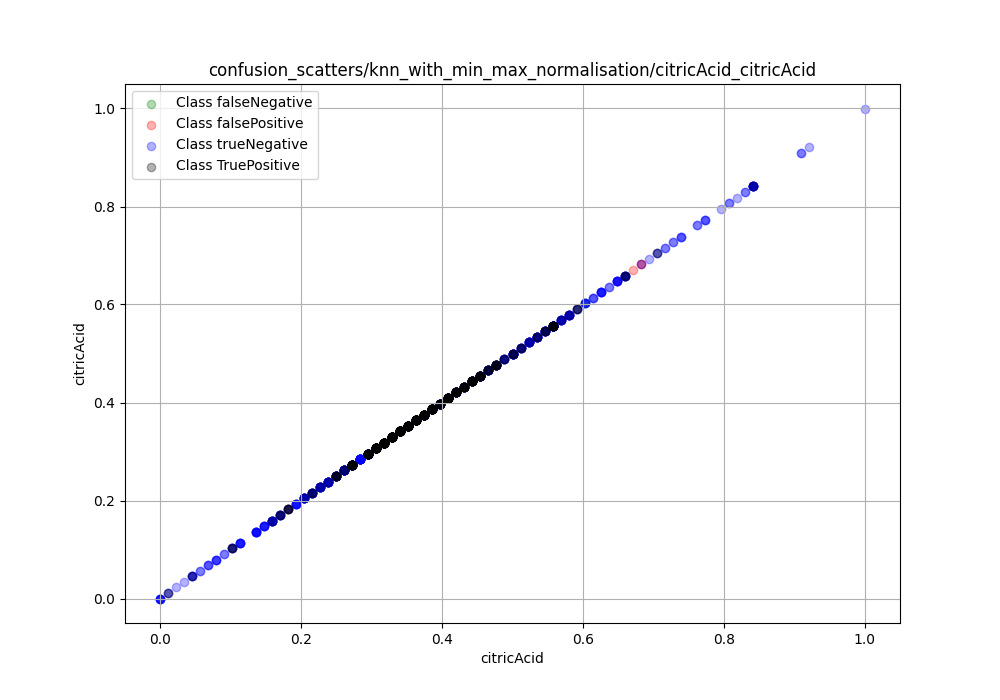 confusion_scatters/knn_with_min_max_normalisation/citricAcid_citricAcid
Class falseNegative
Class falsePositive
Class trueNegative
Class TruePositive
1.0
0.8
0.6
0.4
0.2
0.0
citricAcid
0.0 0.2 0.4 0.6 0.8 1.0
citricAcid